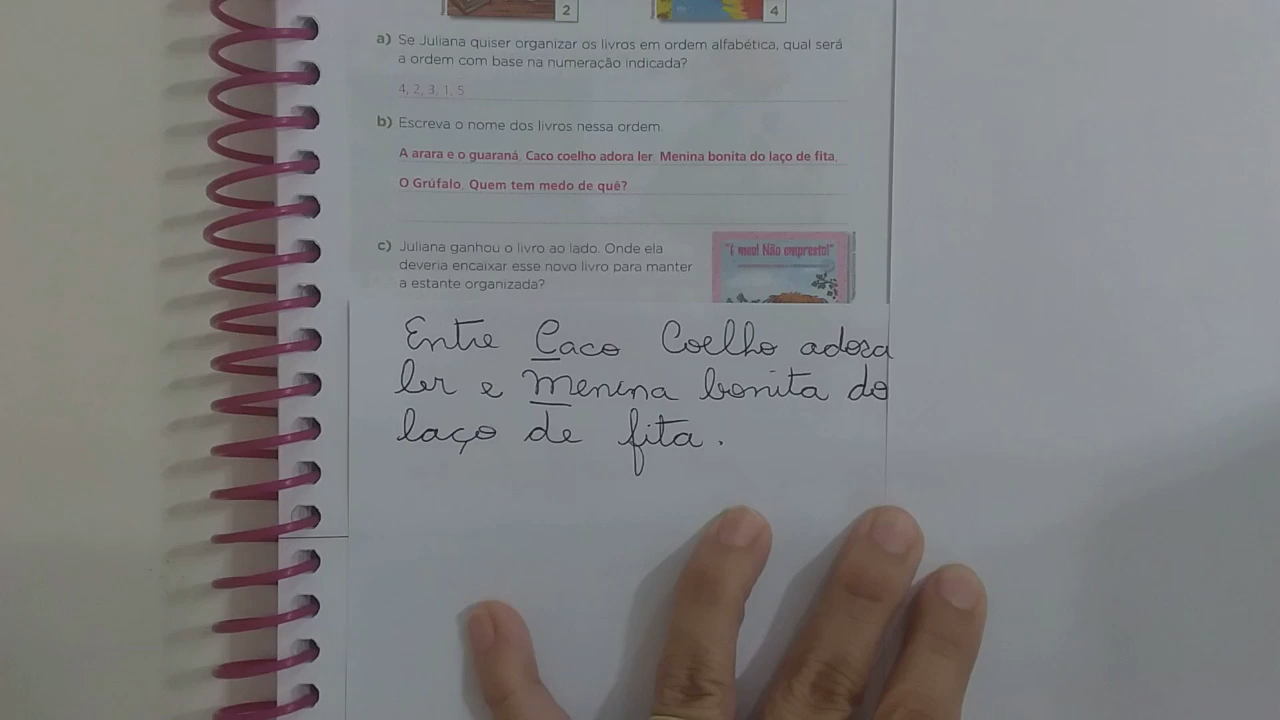 2
4
a) Se Juliana quiser organizar os livros em ordem alfabética, qual será
a ordem com base na numeração indicada?
4, 2, 3, 1, 5
b) Escreva o nome dos livros nessa ordem.
A arara e o guaraná, Caco coelho adora ler, Menina bonita do laço de fita,
O Grúfalo, Quem tem medo de quê?
c) Juliana ganhou o livro ao lado. Onde ela
deveria encaixar esse novo livro para manter
a estante organizada?
"É meu! Não empresto!"
Entre Caco Coelho adora
ler e menina bonita do
laço de fita.